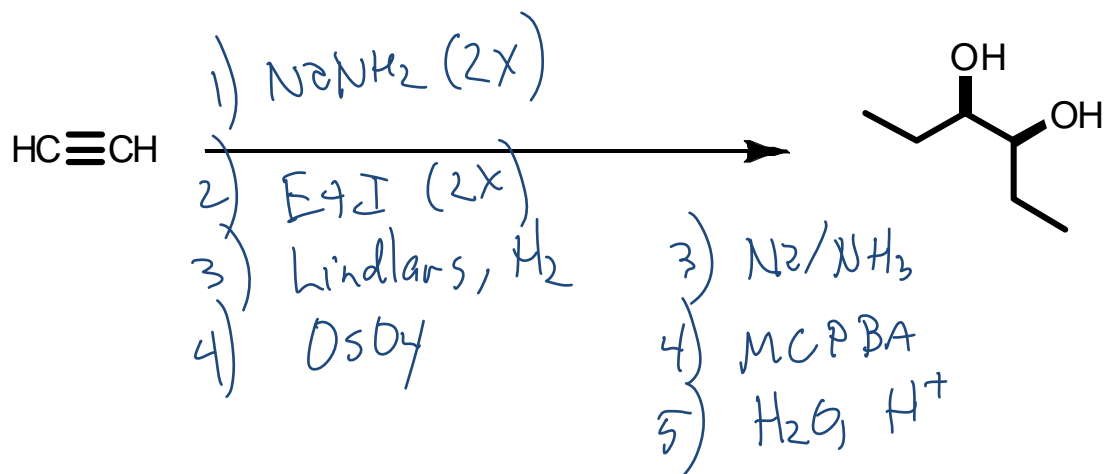 OH
OH
HC≡CH
1) NaNH2 (2X)
2) EtI (2X)
3) Lindlars, H2
4) OsO4
3) Na/NH3
4) MCPBA
5) H2O, H+